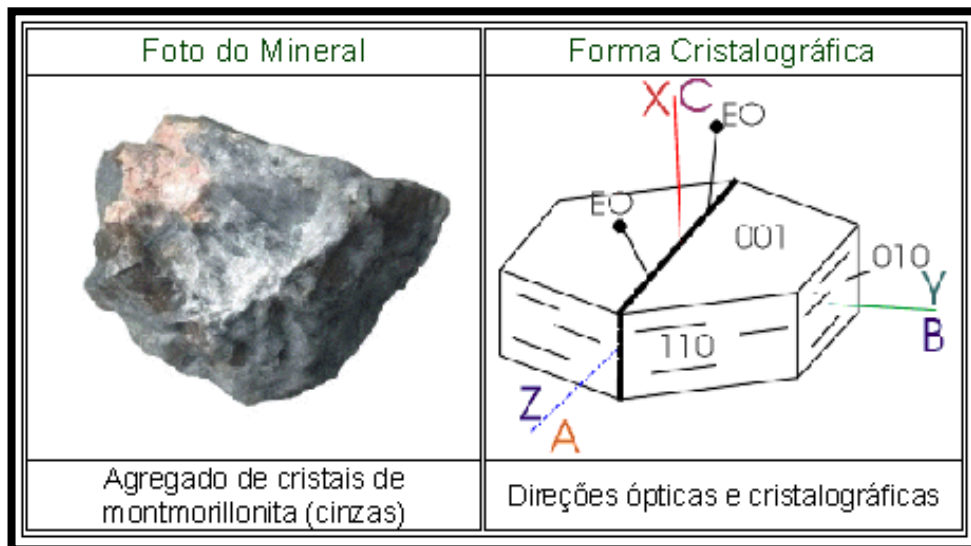 Foto do Mineral
Forma Cristalográfica
X C
EO
EO
001
010
Y
B
110
Z
A
Agregado de cristais de
montmorillonita (cinzas)
Direções ópticas e cristalográficas